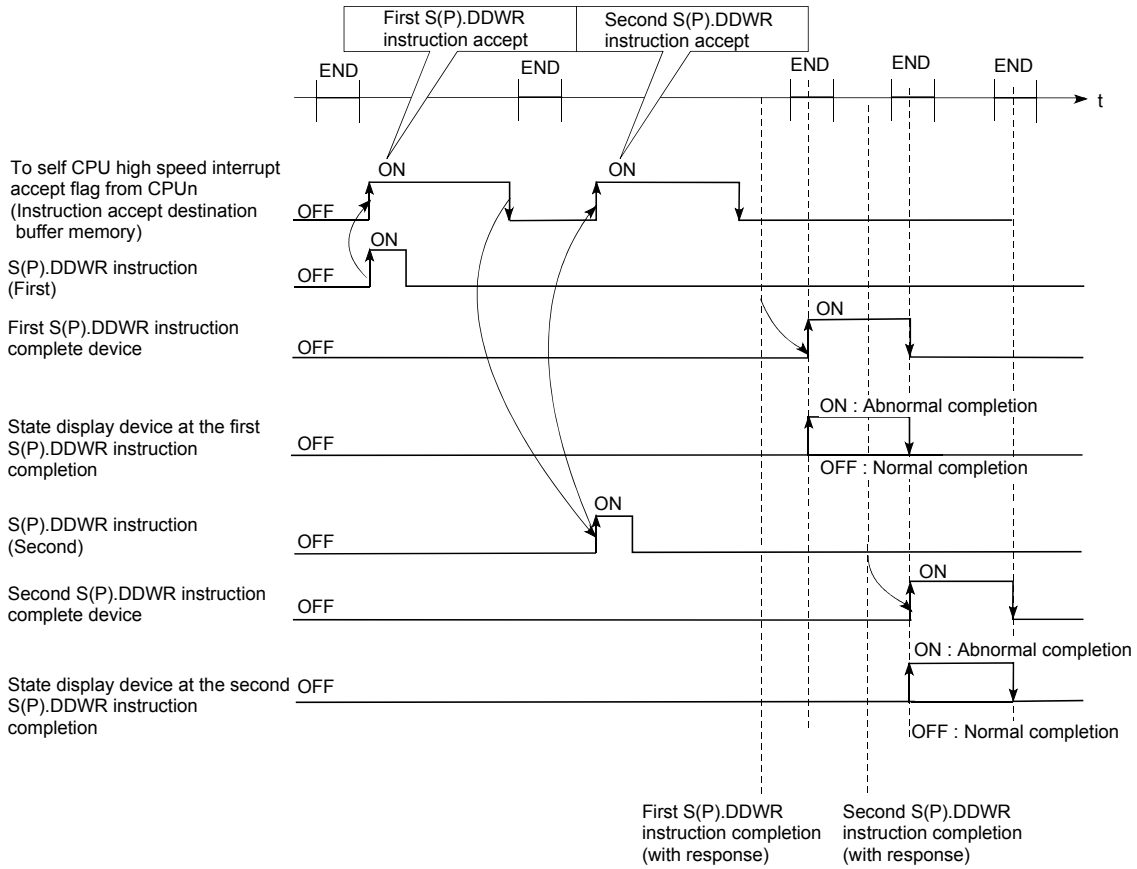 First S(P).DDWR
instruction accept
Second S(P).DDWR
instruction accept
END
END
END
END
END
t
To self CPU high speed interrupt
accept flag from CPUn
(Instruction accept destination
buffer memory)
OFF
ON
ON
S(P).DDWR instruction
(First)
OFF
ON
First S(P).DDWR instruction
complete device
OFF
ON
State display device at the first
S(P).DDWR instruction
completion
OFF
ON : Abnormal completion
OFF : Normal completion
S(P).DDWR instruction
(Second)
OFF
ON
Second S(P).DDWR instruction
complete device
OFF
ON
State display device at the second
S(P).DDWR instruction
completion
OFF
ON : Abnormal completion
OFF : Normal completion
First S(P).DDWR
instruction completion
(with response)
Second S(P).DDWR
instruction completion
(with response)